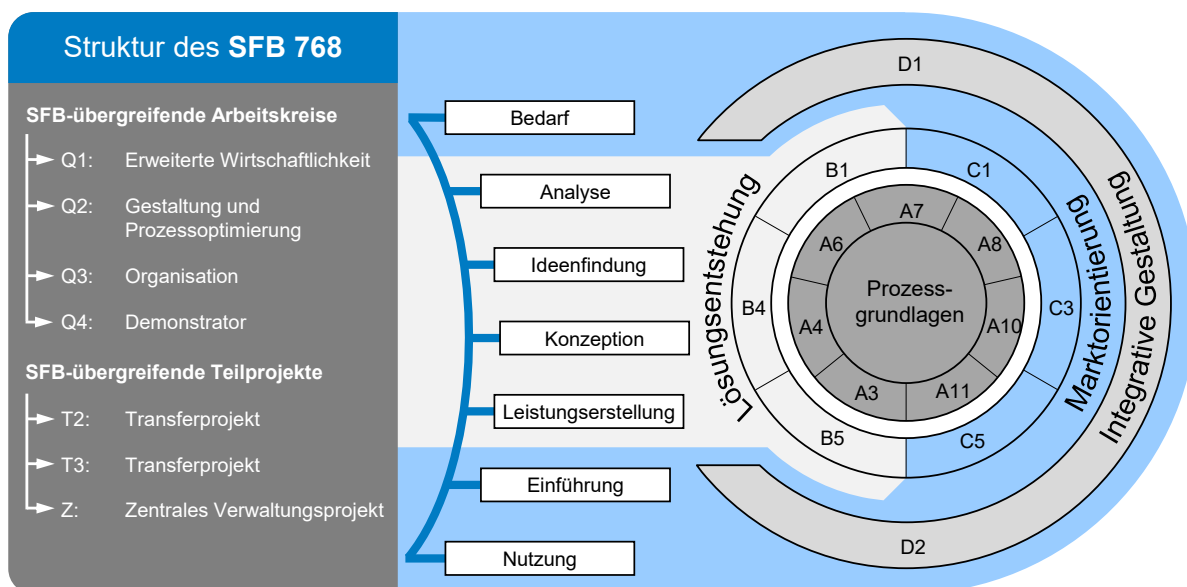 Struktur des SFB 768
SFB-übergreifende Arbeitskreise
Q1: Erweiterte Wirtschaftlichkeit
Q2: Gestaltung und
Prozessoptimierung
Q3: Organisation
Q4: Demonstrator
SFB-übergreifende Teilprojekte
T2: Transferprojekt
T3: Transferprojekt
Z: Zentrales Verwaltungsprojekt
Bedarf
Analyse
Ideenfindung
Konzeption
Leistungserstellung
Einführung
Nutzung
Lösungsentstehung
B1
B4
B5
A7
A6
A8
A4
A10
A3
A11
Prozess-
grundlagen
C1
C3
C5
Marktorientierung
D1
Integrative Gestaltung
D2